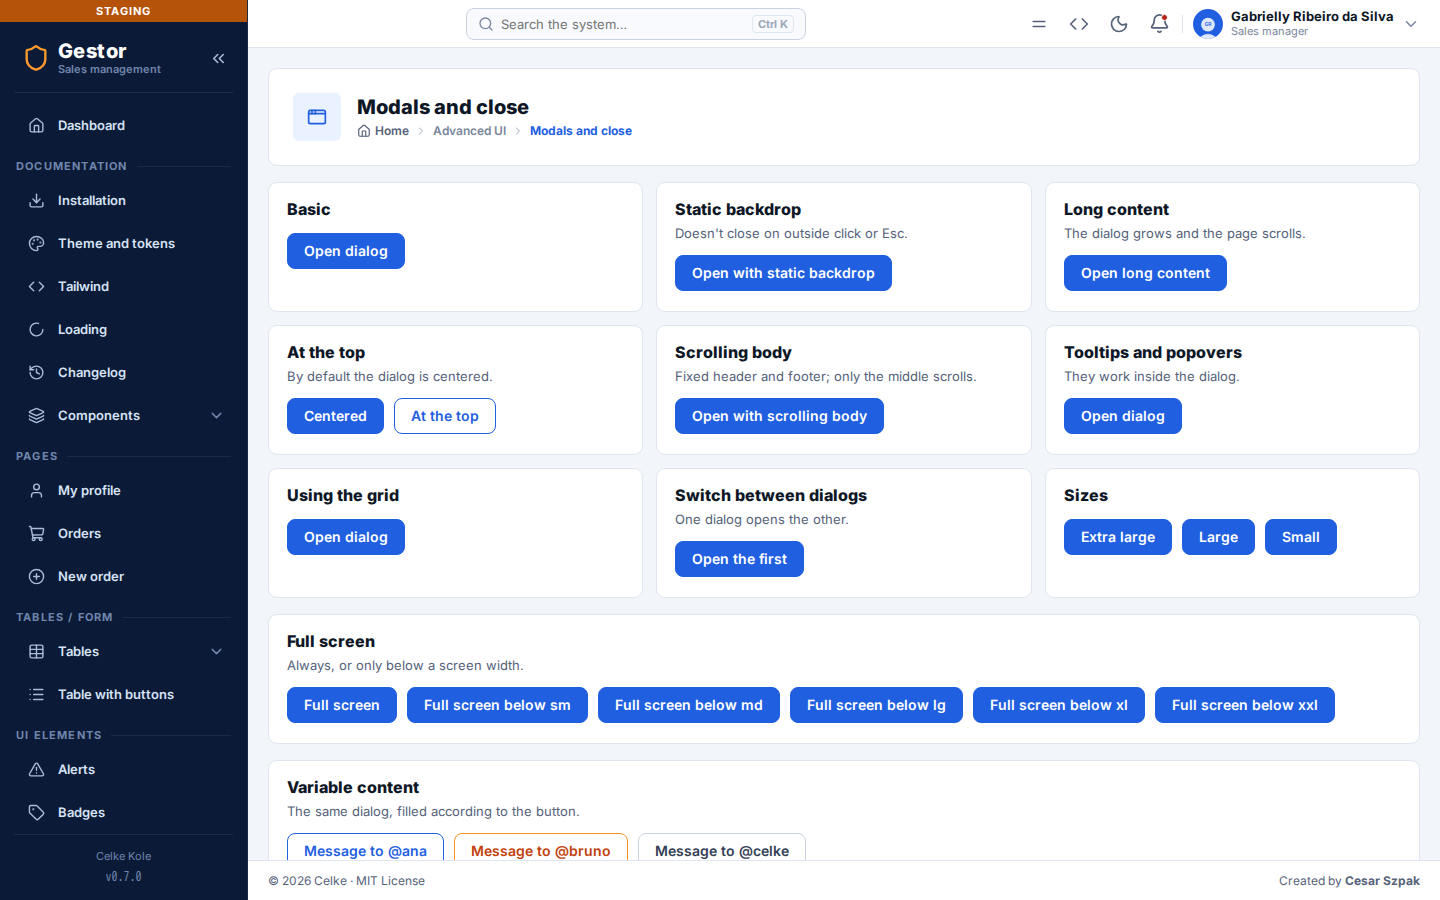 STAGING
Gestor
Sales management
Search the system...
Ctrl K
Gabrielly Ribeiro da Silva
Sales manager
Dashboard
DOCUMENTATION
Installation
Theme and tokens
Tailwind
Loading
Changelog
Components
PAGES
My profile
Orders
New order
TABLES / FORM
Tables
Table with buttons
UI ELEMENTS
Alerts
Badges
Celke Kole
v0.7.0
Modals and close
Home
Advanced UI
Modals and close
Basic
Open dialog
Static backdrop
Doesn't close on outside click or Esc.
Open with static backdrop
Long content
The dialog grows and the page scrolls.
Open long content
At the top
By default the dialog is centered.
Centered
At the top
Scrolling body
Fixed header and footer; only the middle scrolls.
Open with scrolling body
Tooltips and popovers
They work inside the dialog.
Open dialog
Using the grid
Open dialog
Switch between dialogs
One dialog opens the other.
Open the first
Sizes
Extra large
Large
Small
Full screen
Always, or only below a screen width.
Full screen
Full screen below sm
Full screen below md
Full screen below lg
Full screen below xl
Full screen below xxl
Variable content
The same dialog, filled according to the button.
Message to @ana
Message to @bruno
Message to @celke
© 2026 Celke · MIT License
Created by Cesar Szpak